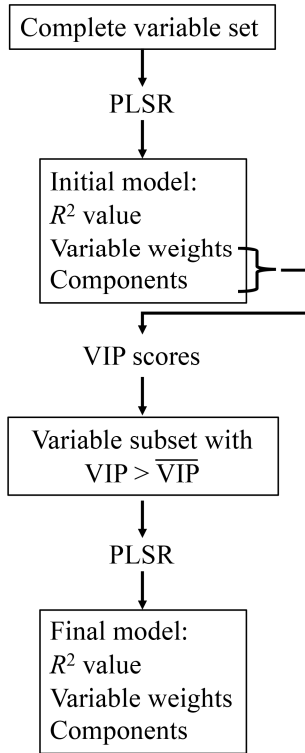 Complete variable set
PLSR
Initial model:
R² value
Variable weights
Components
VIP scores
Variable subset with
VIP > V̅I̅P̅
PLSR
Final model:
R² value
Variable weights
Components